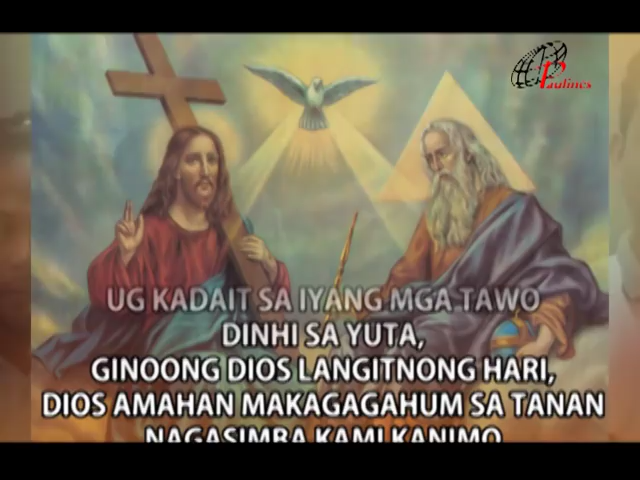 Paulines
UG KADAIT SA IYANG MGA TAWO
DINHI SA YUTA,
GINOONG DIOS LANGITNONG HARI,
DIOS AMAHAN MAKAGAGAHUM SA TANAN
NAGASIMBA KAMI KANIMO